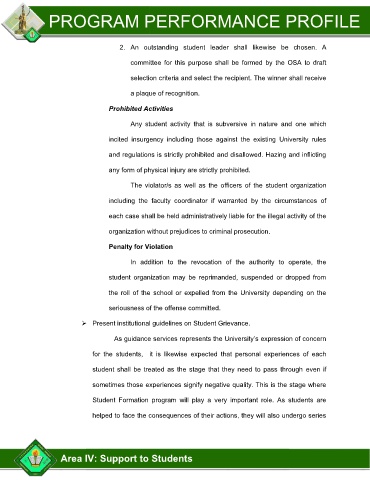 PROGRAM PERFORMANCE PROFILE
2. An outstanding student leader shall likewise be chosen. A
committee for this purpose shall be formed by the OSA to draft
selection criteria and select the recipient. The winner shall receive
a plaque of recognition.
Prohibited Activities
Any student activity that is subversive in nature and one which
incited insurgency including those against the existing University rules
and regulations is strictly prohibited and disallowed. Hazing and inflicting
any form of physical injury are strictly prohibited.
The violator/s as well as the officers of the student organization
including the faculty coordinator if warranted by the circumstances of
each case shall be held administratively liable for the illegal activity of the
organization without prejudices to criminal prosecution.
Penalty for Violation
In addition to the revocation of the authority to operate, the
student organization may be reprimanded, suspended or dropped from
the roll of the school or expelled from the University depending on the
seriousness of the offense committed.
➢ Present institutional guidelines on Student Grievance.
As guidance services represents the University's expression of concern
for the students, it is likewise expected that personal experiences of each
student shall be treated as the stage that they need to pass through even if
sometimes those experiences signify negative quality. This is the stage where
Student Formation program will play a very important role. As students are
helped to face the consequences of their actions, they will also undergo series
Area IV: Support to Students